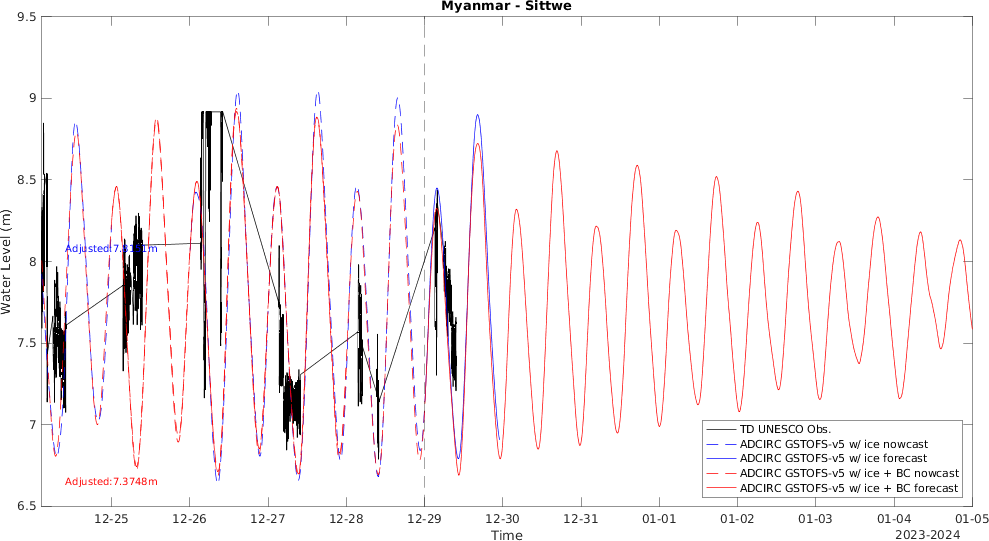 Myanmar - Sittwe
9.5
9
8.5
8
7.5
7
6.5
Water Level (m)
Adjusted:7.3748m
TD UNESCO Obs.
ADCIRC GSTOFS-v5 w/ ice nowcast
ADCIRC GSTOFS-v5 w/ ice forecast
ADCIRC GSTOFS-v5 w/ ice + BC nowcast
ADCIRC GSTOFS-v5 w/ ice + BC forecast
12-25 12-26 12-27 12-28 12-29 12-30 12-31 01-01 01-02 01-03 01-04 01-05
Time
2023-2024